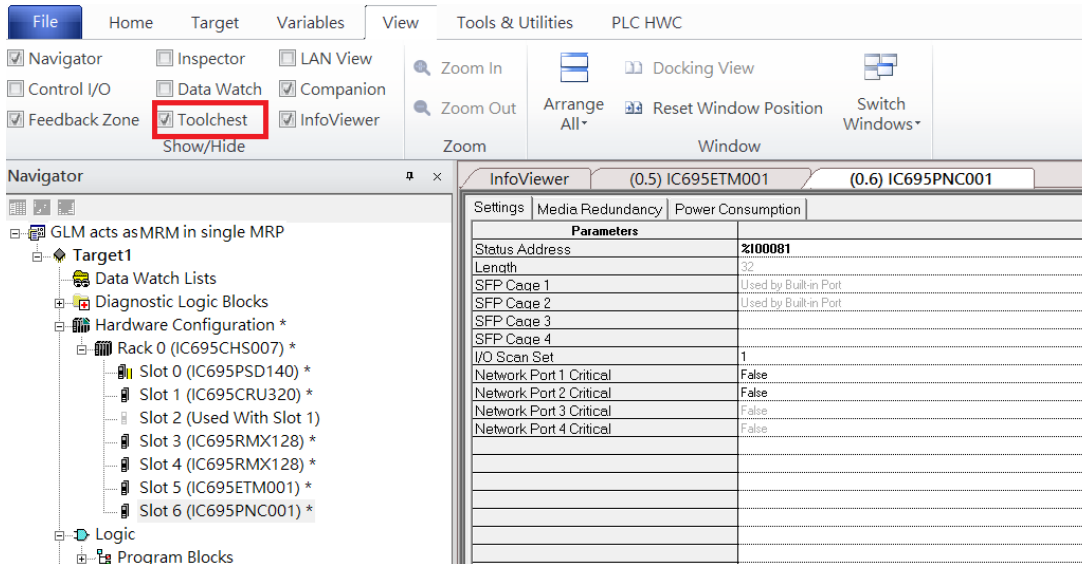 File Home Target Variables View Tools & Utilities PLC HWC
Navigator Inspector LAN View
Control I/O Data Watch Companion
Feedback Zone Toolchest InfoViewer
Show/Hide
Zoom In
Zoom Out
Zoom
Arrange
All
Docking View
Reset Window Position
Switch
Windows
Window
Navigator
GLM acts as MRM in single MRP
Target1
Data Watch Lists
Diagnostic Logic Blocks
Hardware Configuration *
Rack 0 (IC695CHS007) *
Slot 0 (IC695PSD140) *
Slot 1 (IC695CRU320) *
Slot 2 (Used With Slot 1)
Slot 3 (IC695RMX128) *
Slot 4 (IC695RMX128) *
Slot 5 (IC695ETM001) *
Slot 6 (IC695PNC001) *
Logic
Program Blocks
InfoViewer (0.5) IC695ETM001 (0.6) IC695PNC001
Settings Media Redundancy Power Consumption
Parameters
Status Address %I00081
Length 32
SFP Cage 1 Used by Built-in Port
SFP Cage 2 Used by Built-in Port
SFP Cage 3
SFP Cage 4
I/O Scan Set 1
Network Port 1 Critical False
Network Port 2 Critical False
Network Port 3 Critical False
Network Port 4 Critical False